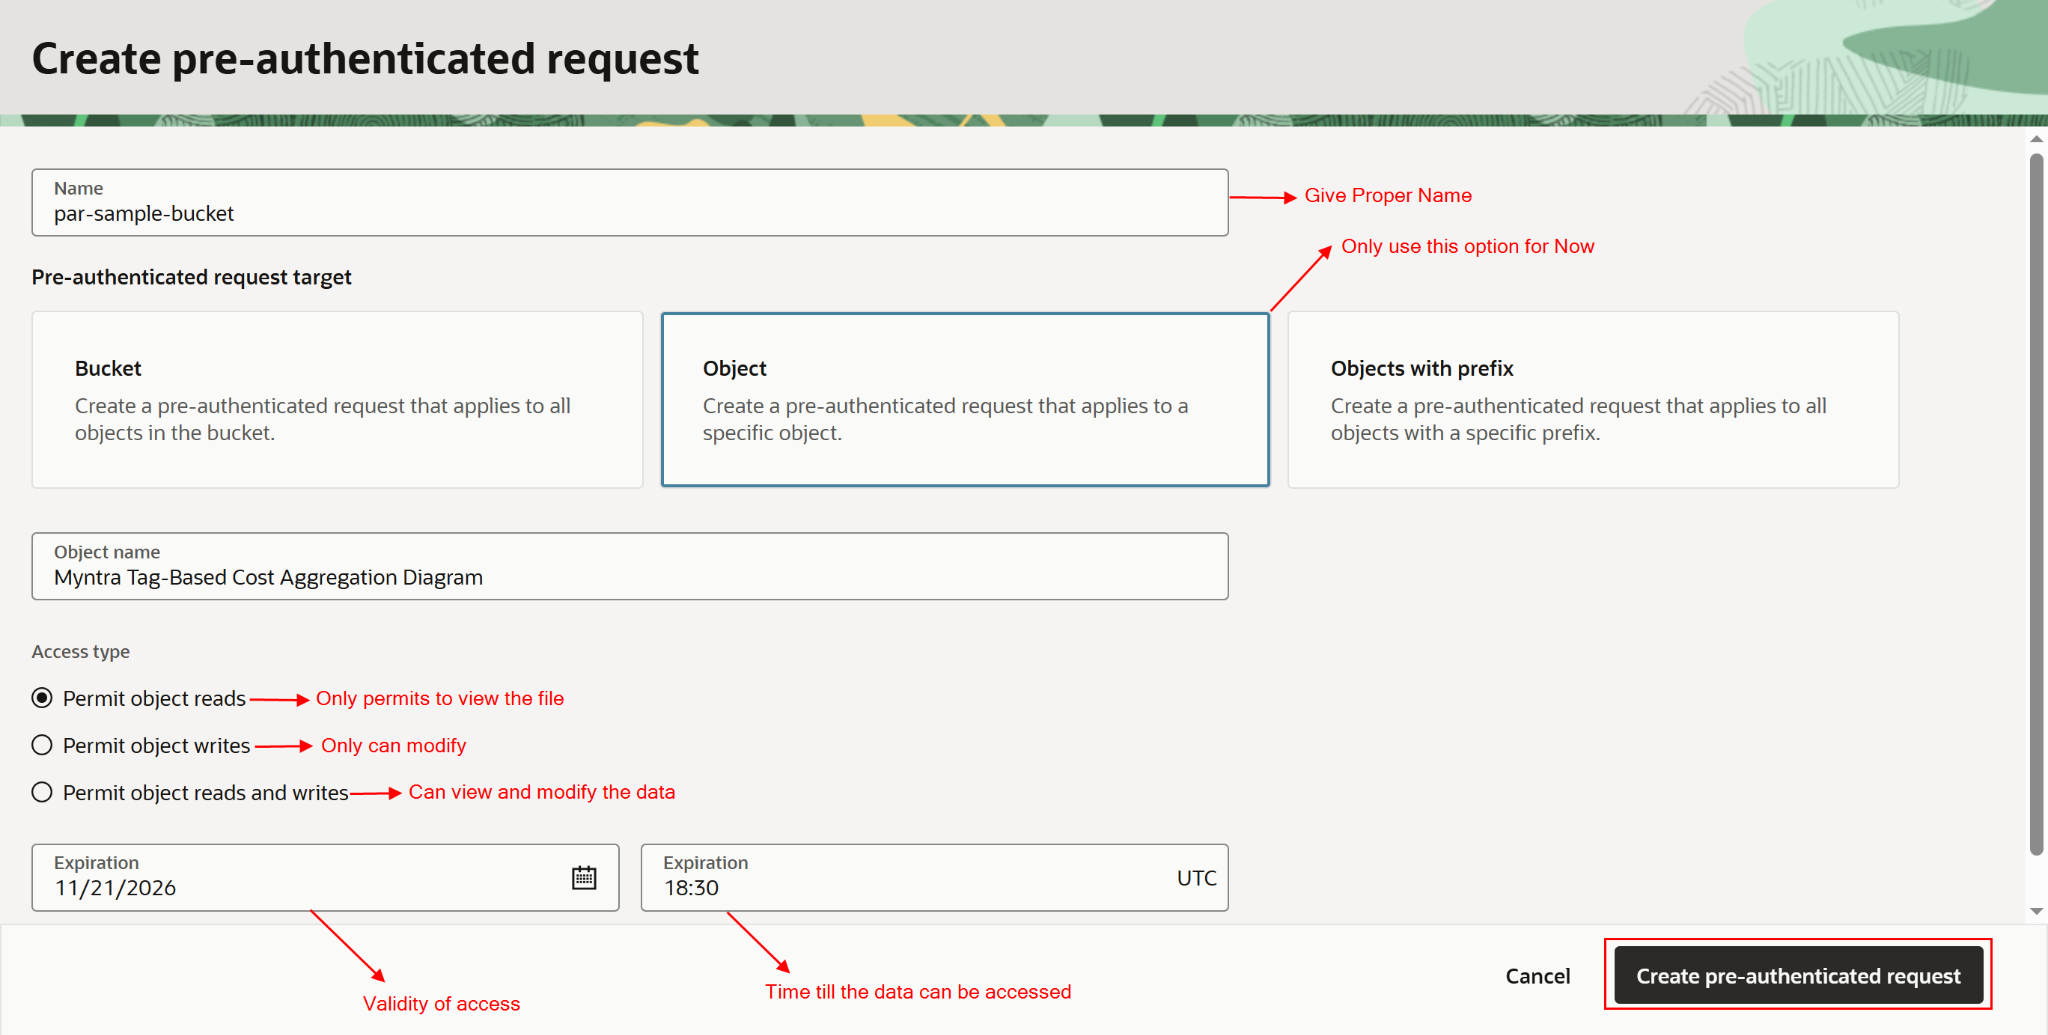 Create pre-authenticated request
Name
par-sample-bucket
Give Proper Name
Only use this option for Now
Pre-authenticated request target
Bucket
Create a pre-authenticated request that applies to all
objects in the bucket.
Object
Create a pre-authenticated request that applies to a
specific object.
Objects with prefix
Create a pre-authenticated request that applies to all
objects with a specific prefix.
Object name
Myntra Tag-Based Cost Aggregation Diagram
Access type
Permit object reads
Only permits to view the file
Permit object writes
Only can modify
Permit object reads and writes
Can view and modify the data
Expiration
11/21/2026
Expiration
18:30
UTC
Validity of access
Time till the data can be accessed
Cancel
Create pre-authenticated request